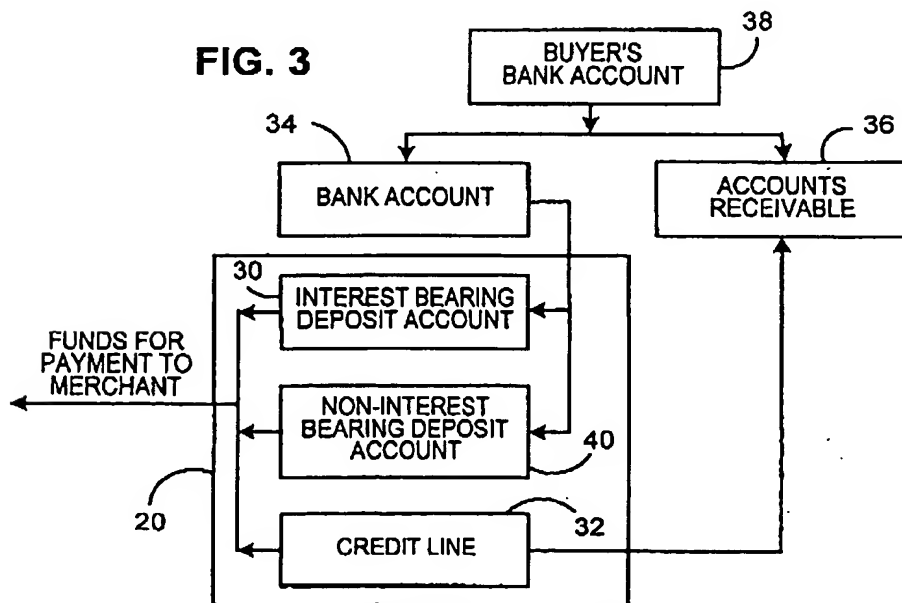 FIG. 3
38
BUYER'S
BANK ACCOUNT
34
36
BANK ACCOUNT
ACCOUNTS
RECEIVABLE
30
INTEREST BEARING
DEPOSIT ACCOUNT
FUNDS FOR
PAYMENT TO
MERCHANT
NON-INTEREST
BEARING DEPOSIT
ACCOUNT
40
20
32
CREDIT LINE